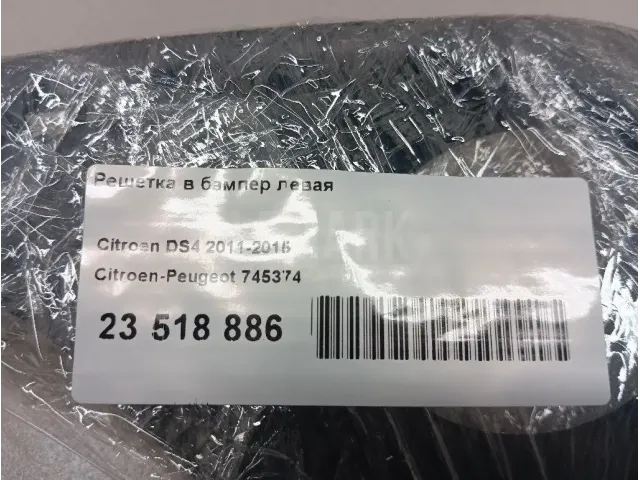 Решетка в бампер левая
Citroen DS4 2011-2015
Citroen-Peugeot 745374
23 518 886